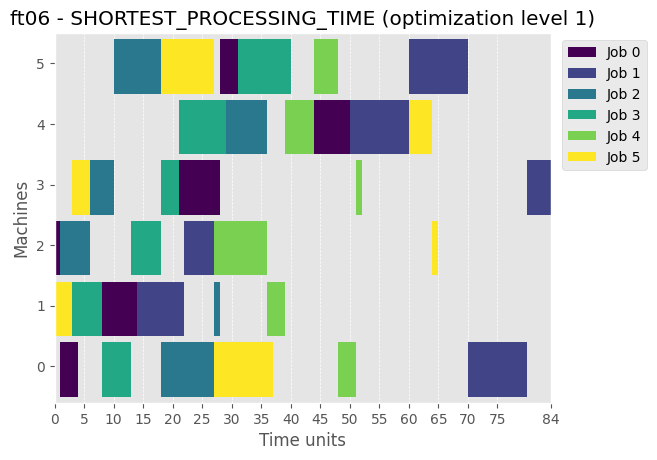 ft06 - SHORTEST_PROCESSING_TIME (optimization level 1)
Job 0
Job 1
Job 2
Job 3
Job 4
Job 5
Machines
5
4
3
2
1
0
0 5 10 15 20 25 30 35 40 45 50 55 60 65 70 75 84
Time units